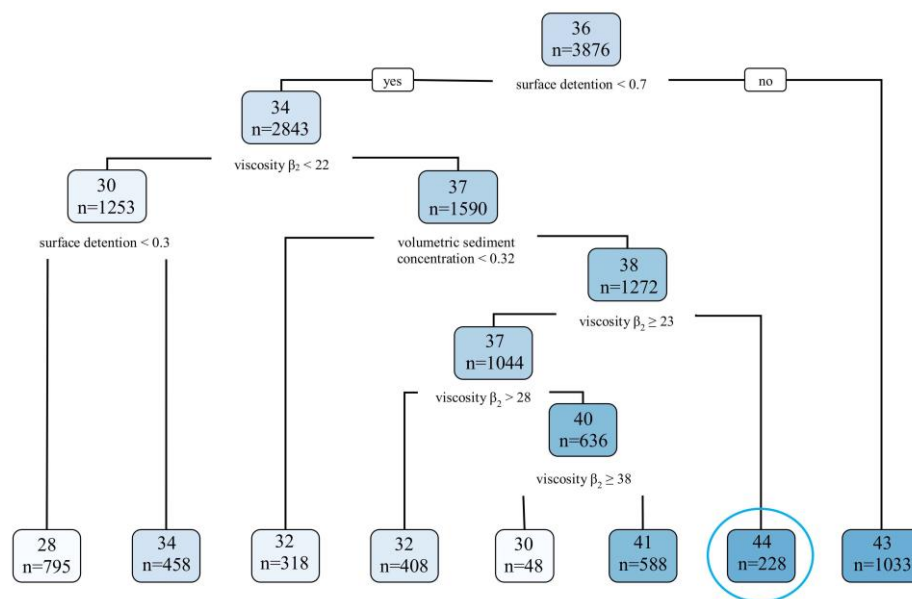 36
n=3876
yes
surface detention < 0.7
no
34
n=2843
viscosity β₂ < 22
30
n=1253
37
n=1590
surface detention < 0.3
volumetric sediment
concentration < 0.32
38
n=1272
viscosity β₂ ≥ 23
37
n=1044
viscosity β₂ > 28
40
n=636
viscosity β₂ ≥ 38
28
n=795
34
n=458
32
n=318
32
n=408
30
n=48
41
n=588
44
n=228
43
n=1033